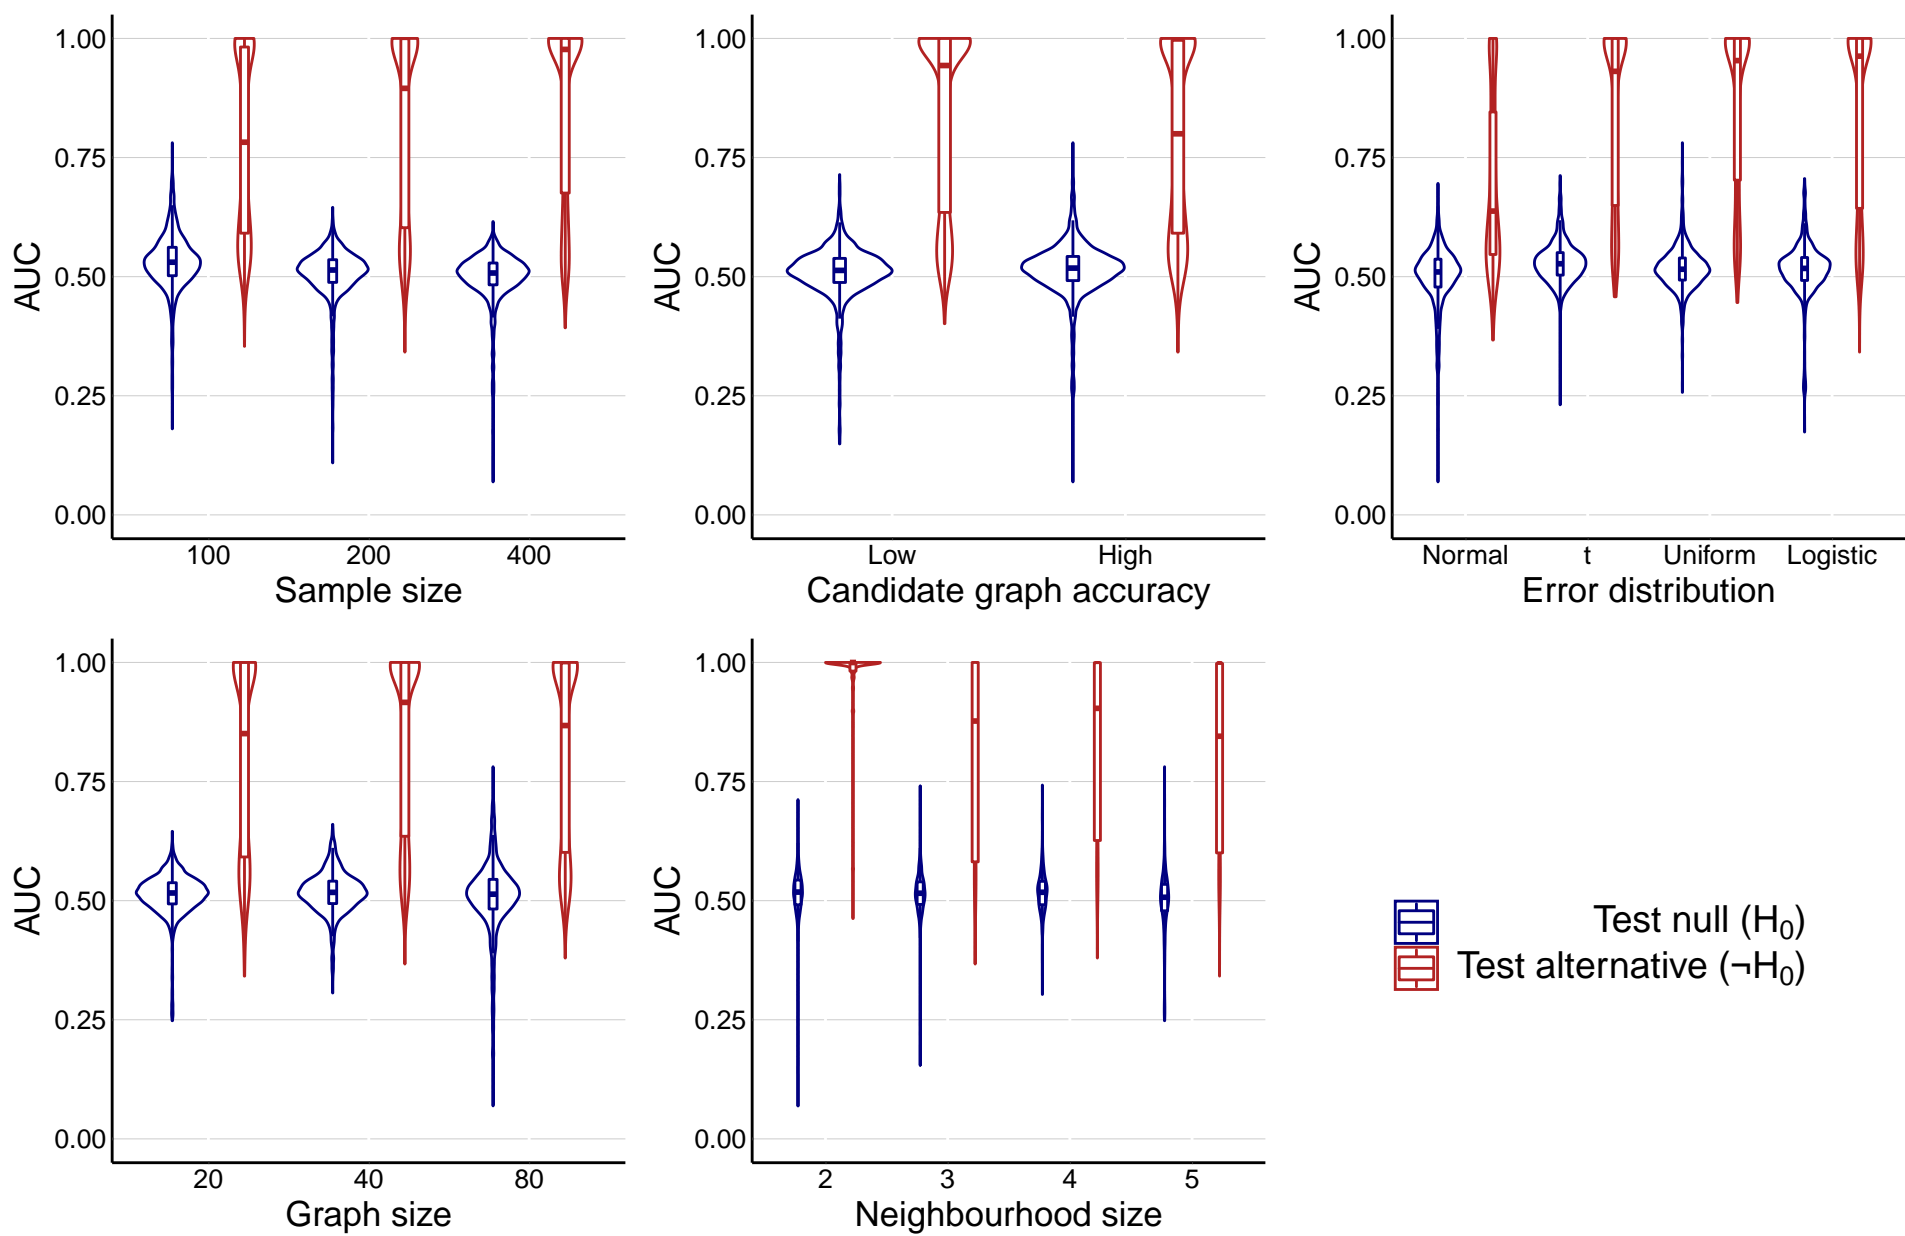 1.00
0.75
0.50
0.25
0.00
AUC
100 200 400
Sample size
1.00
0.75
0.50
0.25
0.00
AUC
Low High
Candidate graph accuracy
1.00
0.75
0.50
0.25
0.00
AUC
Normal t Uniform Logistic
Error distribution
1.00
0.75
0.50
0.25
0.00
AUC
20 40 80
Graph size
1.00
0.75
0.50
0.25
0.00
AUC
2 3 4 5
Neighbourhood size
Test null (H₀)
Test alternative (¬H₀)